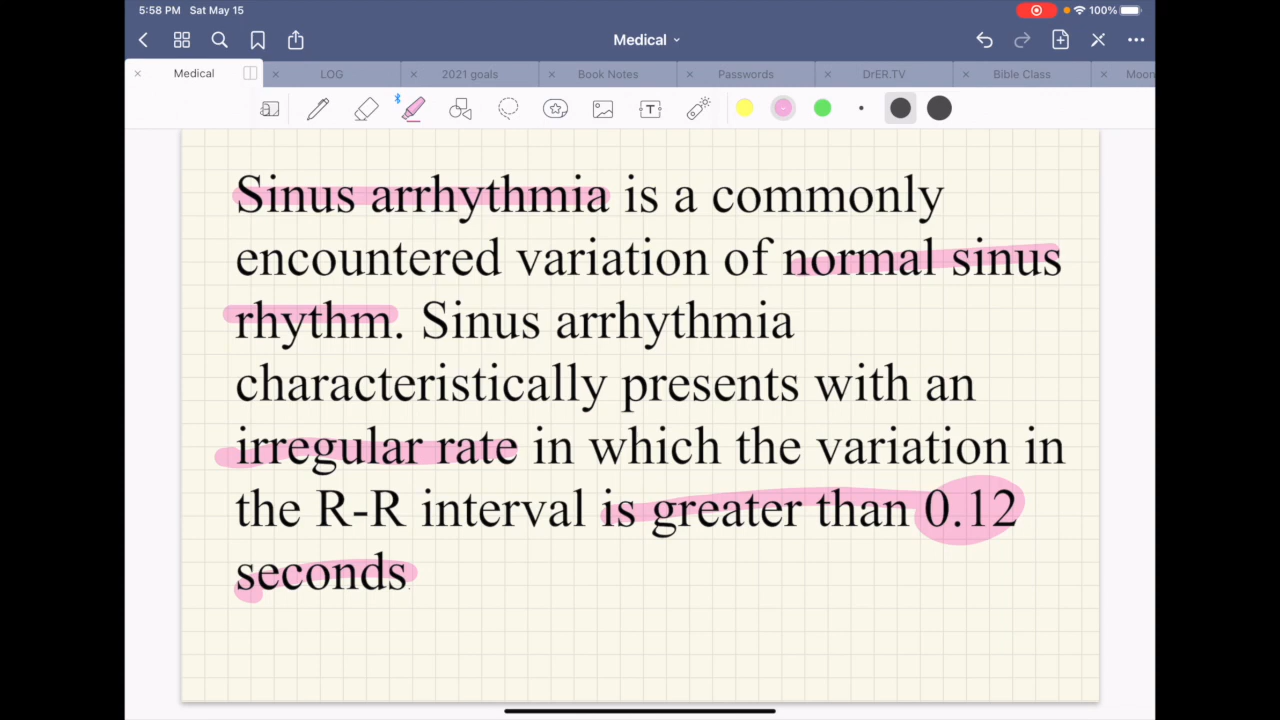 5:58 PM Sat May 15 100%
Medical
Medical LOG 2021 goals Book Notes Passwords DrER.TV Bible Class Moon
Sinus arrhythmia is a commonly
encountered variation of normal sinus
rhythm. Sinus arrhythmia
characteristically presents with an
irregular rate in which the variation in
the R-R interval is greater than 0.12
seconds.